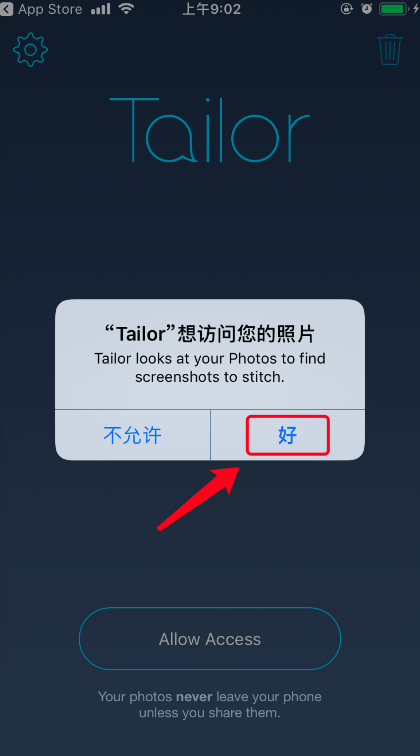 App Store 上午9:02
Tailor
“Tailor”想访问您的照片
Tailor looks at your Photos to find
screenshots to stitch.
不允许 好
Allow Access
Your photos never leave your phone
unless you share them.